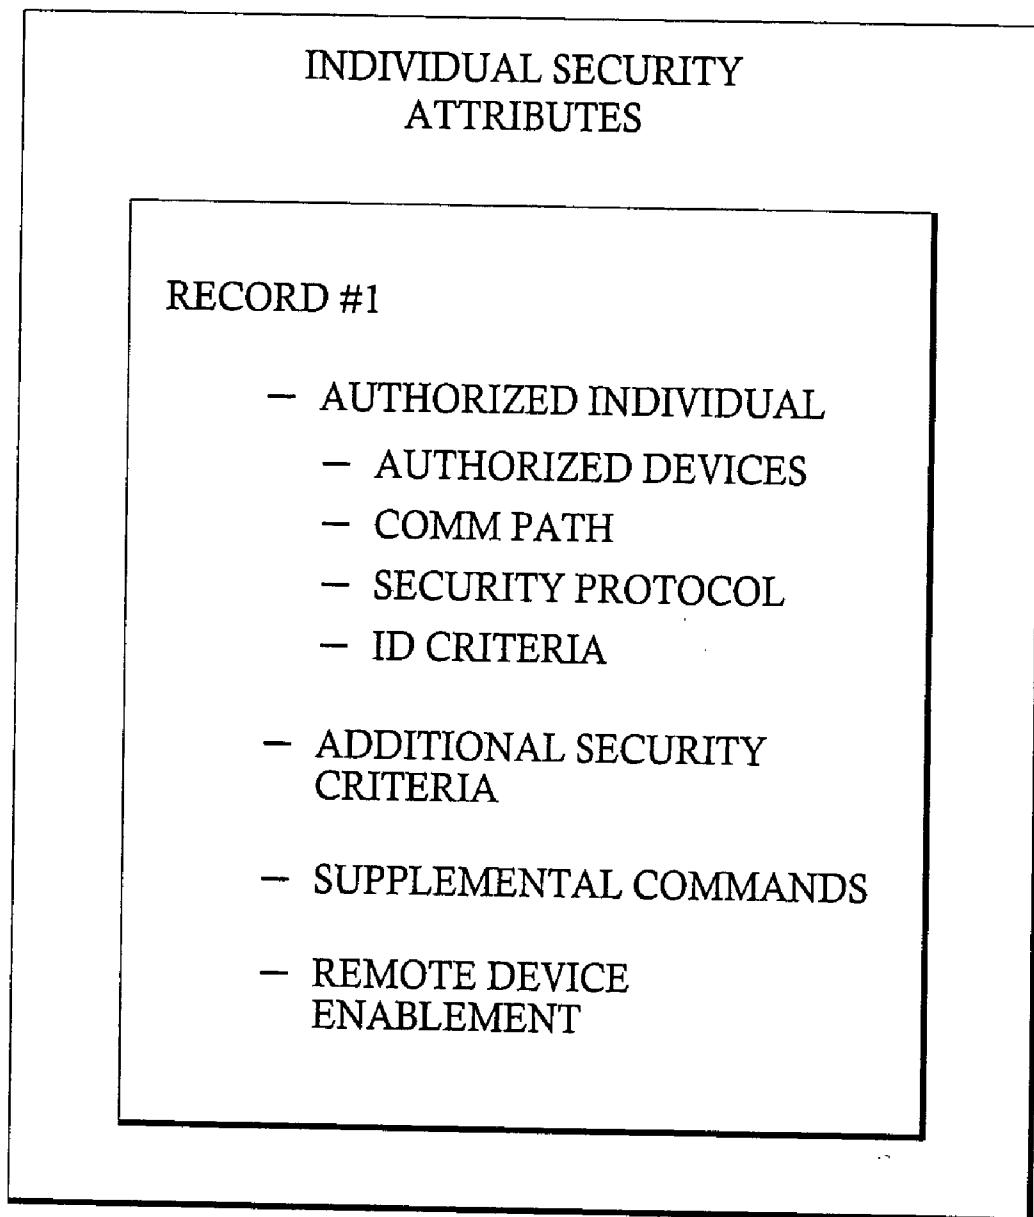 INDIVIDUAL SECURITY
ATTRIBUTES
RECORD #1
— AUTHORIZED INDIVIDUAL
— AUTHORIZED DEVICES
— COMM PATH
— SECURITY PROTOCOL
— ID CRITERIA
— ADDITIONAL SECURITY
CRITERIA
— SUPPLEMENTAL COMMANDS
— REMOTE DEVICE
ENABLEMENT